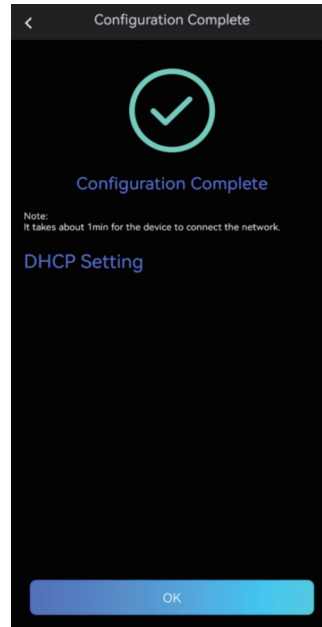 Configuration Complete
Configuration Complete
Note:
It takes about 1min for the device to connect the network.
DHCP Setting
OK